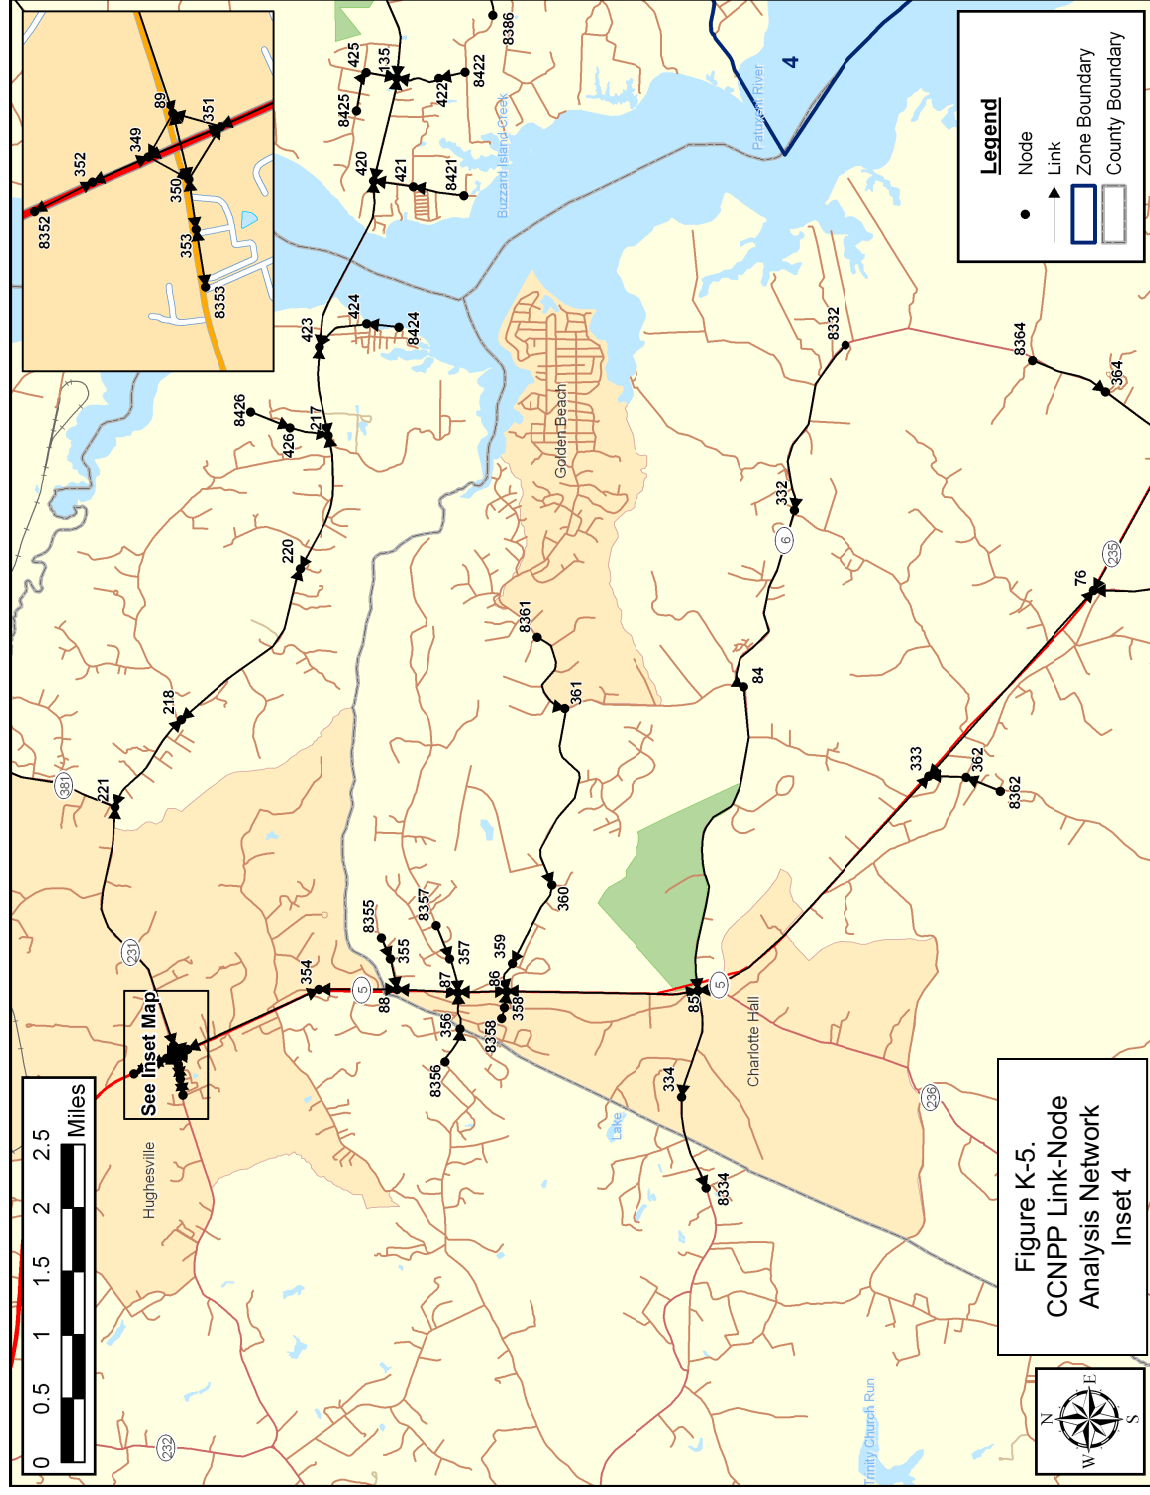 8352
352
349
89
351
350
353
8353
425
8425
135
422
8422
8386
420
421
8421
Buzzard Island Creek
Patuxent River
4
423
424
8424
8426
426
217
220
218
221
381
231
See Inset Map
Hughesville
232
0 0.5 1 1.5 2 2.5
Miles
354
5
8355
355
88
8357
357
87
356
8356
86
359
358
8358
360
361
8361
Golden Beach
8332
332
6
84
8364
364
76
235
333
362
8362
85
5
Charlotte Hall
334
8334
Lake
236
Trinity Church Run
Legend
Node
Link
Zone Boundary
County Boundary
Figure K-5.
CCNPP Link-Node
Analysis Network
Inset 4
N
W E
S